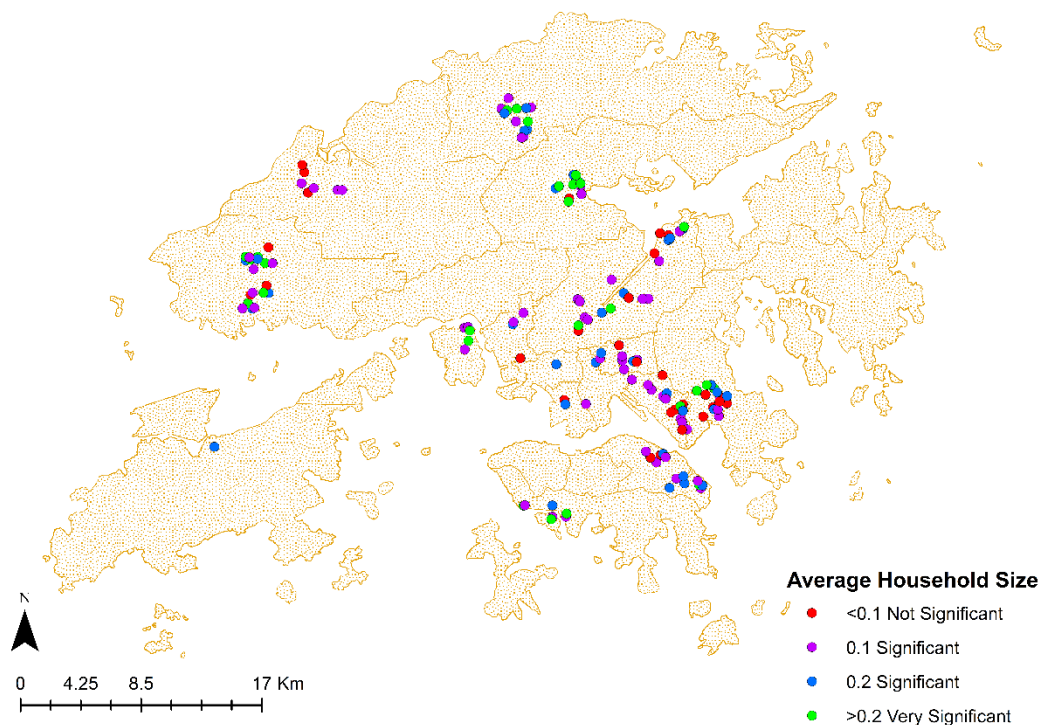 Average Household Size
<0.1 Not Significant
0.1 Significant
0.2 Significant
>0.2 Very Significant
N
0 4.25 8.5 17 Km